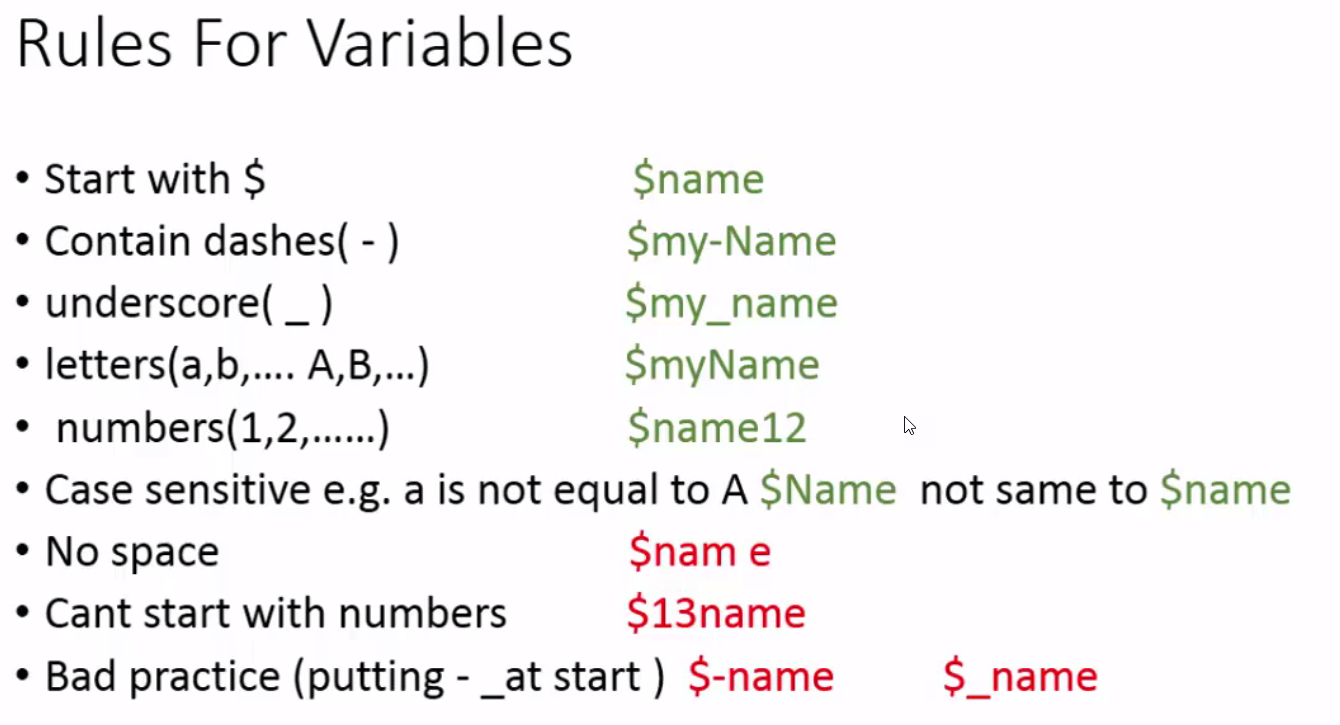 Rules For Variables
• Start with $ $name
• Contain dashes( - ) $my-Name
• underscore( _ ) $my_name
• letters(a,b,.... A,B,...) $myName
• numbers(1,2,......) $name12
• Case sensitive e.g. a is not equal to A $Name not same to $name
• No space $nam e
• Cant start with numbers $13name
• Bad practice (putting - _at start ) $-name $_name